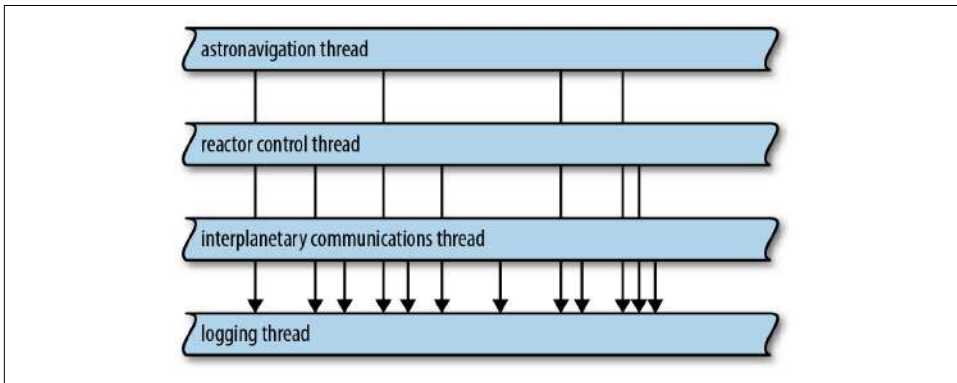 astronavigation thread
reactor control thread
interplanetary communications thread
logging thread